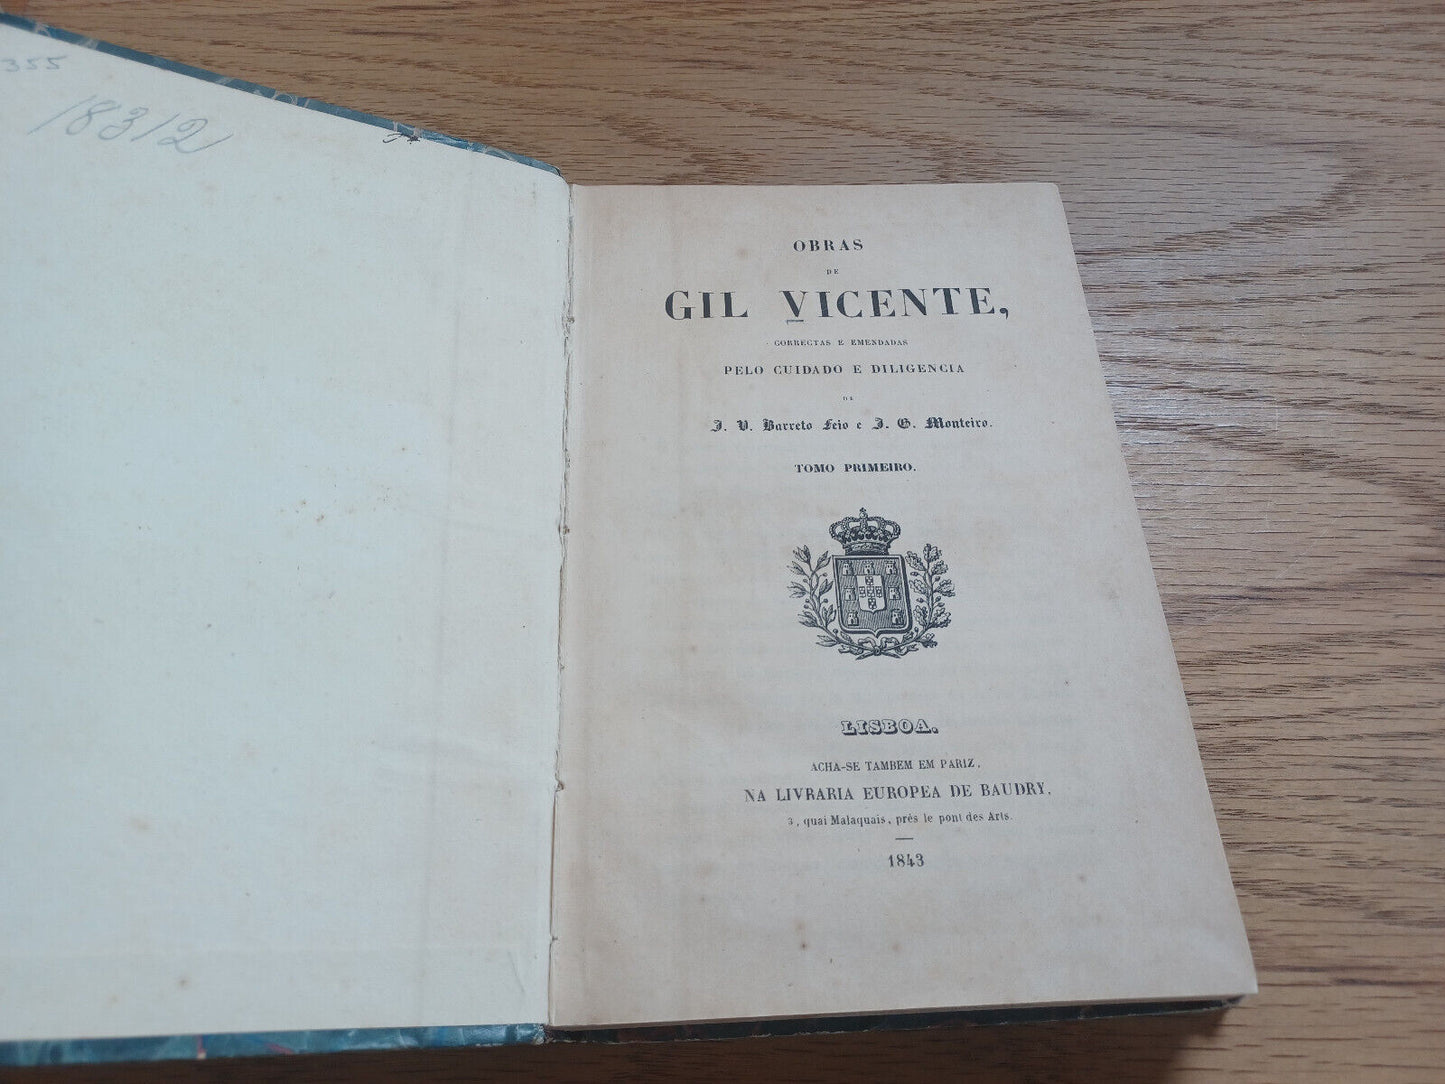 355
18312
OBRAS
DE
GIL VICENTE,
CORRECTAS E EMENDADAS
PELO CUIDADO E DILIGENCIA
DE
J. V. Barreto Feio e J. G. Monteiro.
TOMO PRIMEIRO.
LISBOA.
ACHA-SE TAMBEM EM PARIZ,
NA LIVRARIA EUROPEA DE BAUDRY,
3, quai Malaquais, près le pont des Arts.
1843